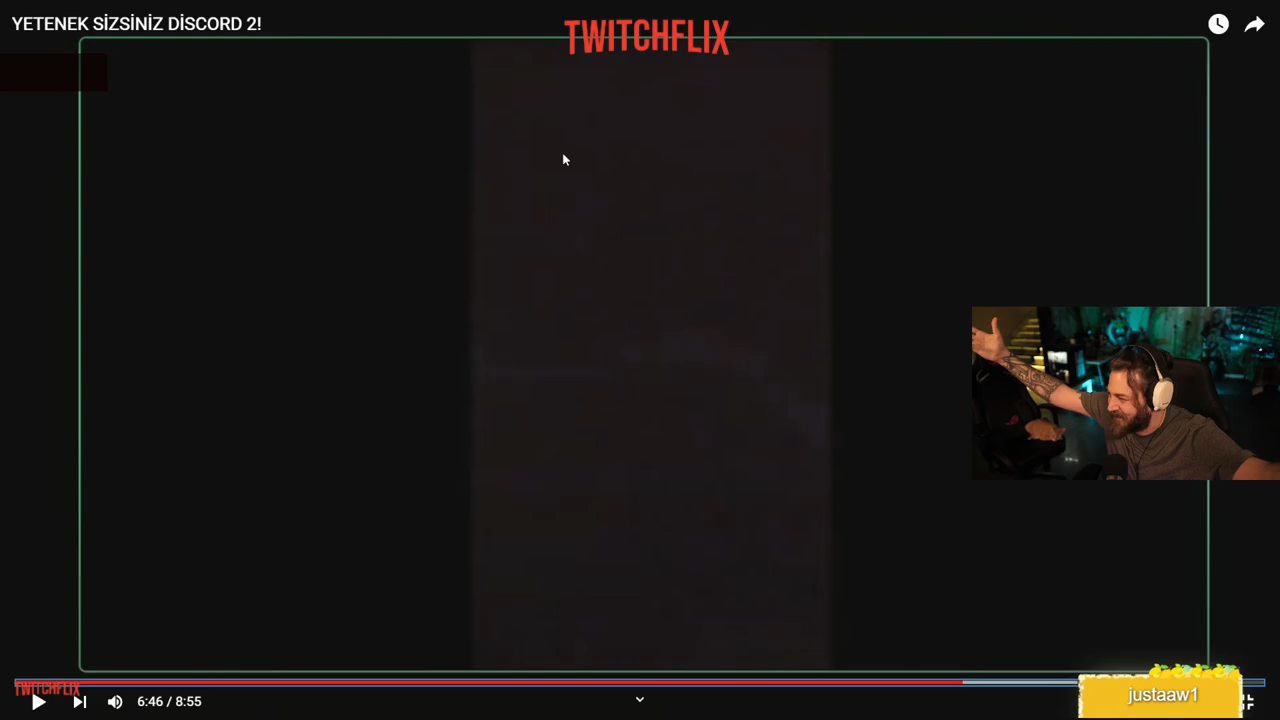 YETENEK SİZSİNİZ DİSCORD 2!
TWITCHFLIX
TWITCHFLIX
6:46 / 8:55
justaaw1